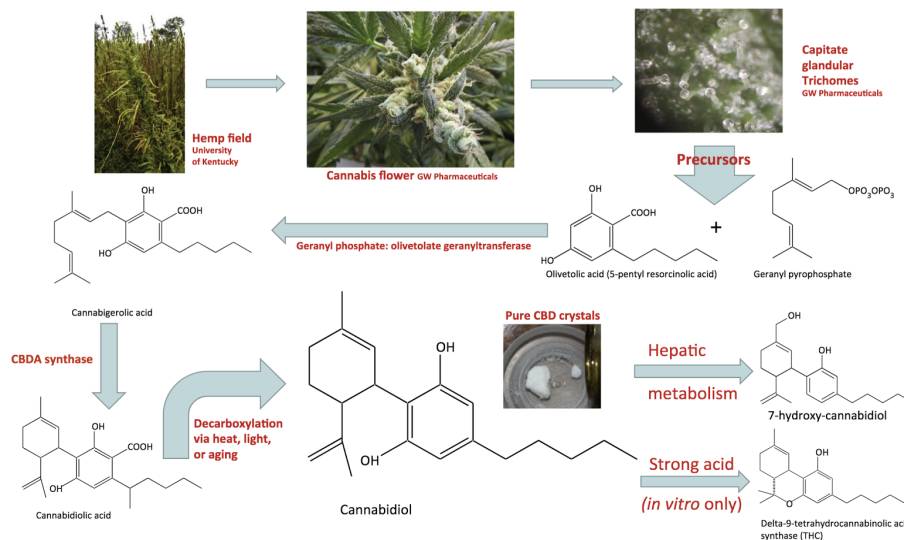 Capitate
glandular
Trichomes
GW Pharmaceuticals
Hemp field
University
of Kentucky
Cannabis flower GW Pharmaceuticals
Precursors
OH
COOH
HO
OH
COOH
HO
+
OPO₃OPO₃
Geranyl phosphate: olivetolate geranyltransferase
Olivetolic acid (5-pentyl resorcinolic acid)
Geranyl pyrophosphate
Cannabigerolic acid
CBDA synthase
Decarboxylation
via heat, light,
or aging
OH
COOH
HO
Cannabidiolic acid
OH
HO
Cannabidiol
Pure CBD crystals
Hepatic
metabolism
OH
OH
7-hydroxy-cannabidiol
Strong acid
(in vitro only)
OH
O
Delta-9-tetrahydrocannabinolic aci
synthase (THC)